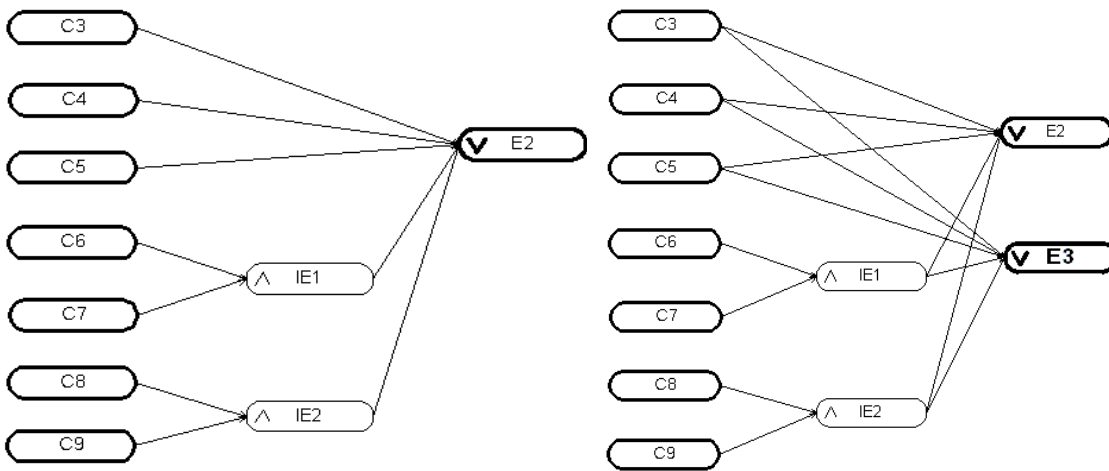 C3
C4
C5
C6
C7
C8
C9
∧ IE1
∧ IE2
∨ E2
C3
C4
C5
C6
C7
C8
C9
∧ IE1
∧ IE2
∨ E2
∨ E3